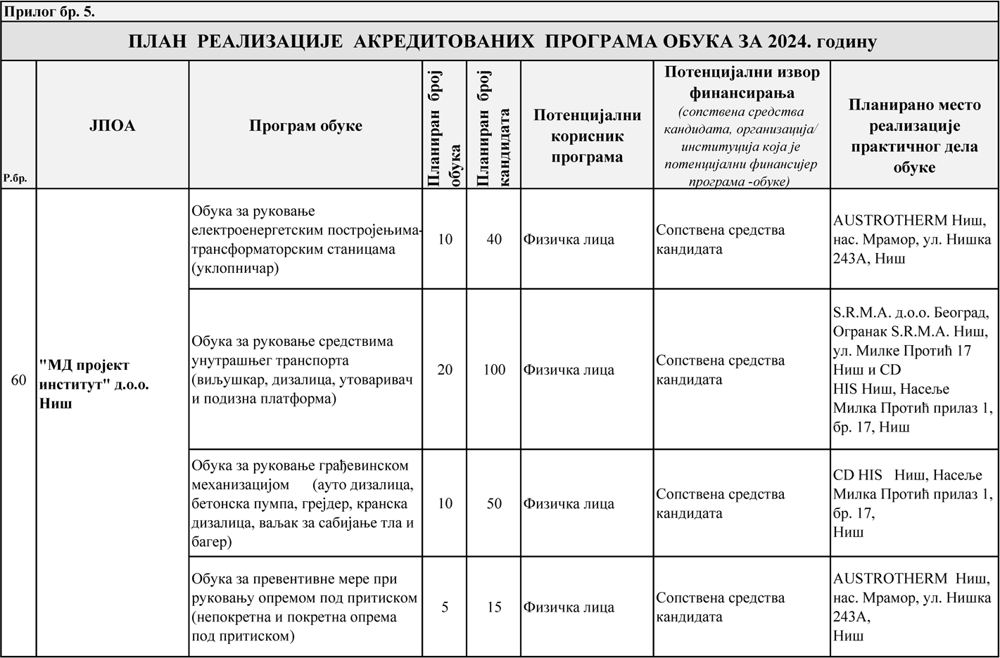 Прилог бр. 5.
ПЛАН РЕАЛИЗАЦИЈЕ АКРЕДИТОВАНИХ ПРОГРАМА ОБУКА ЗА 2024. годину
Р.бр.
ЈПОА
Програм обуке
Планиран број
обука
Планиран број
кандидата
Потенцијални
корисник
програма
Потенцијални извор
финансирања
(сопствена средства
кандидата, организација/
институција која је
потенцијални финансијер
програма -обуке)
Планирано место
реализације
практичног дела
обуке
60
"МД пројект
институт" д.о.о.
Ниш
Обука за руковање
електроенергетским постројењима-
трансформаторским станицама
(уклопничар)
10
40
Физичка лица
Сопствена средства
кандидата
AUSTROTHERM Ниш,
нас. Мрамор, ул. Нишка
243А, Ниш
Обука за руковање средствима
унутрашњег транспорта
(виљушкар, дизалица, утоваривач
и подизна платформа)
20
100
Физичка лица
Сопствена средства
кандидата
S.R.M.A. д.о.о. Београд,
Огранак S.R.M.A. Ниш,
ул. Милке Протић 17
Ниш и CD
HIS Ниш, Насеље
Милка Протић прилаз 1,
бр. 17, Ниш
Обука за руковање грађевинском
механизацијом (ауто дизалица,
бетонска пумпа, грејдер, кранска
дизалица, ваљак за сабијање тла и
багер)
10
50
Физичка лица
Сопствена средства
кандидата
CD HIS Ниш, Насеље
Милка Протић прилаз 1,
бр. 17,
Ниш
Обука за превентивне мере при
руковању опремом под притиском
(непокретна и покретна опрема
под притиском)
5
15
Физичка лица
Сопствена средства
кандидата
AUSTROTHERM Ниш,
нас. Мрамор, ул. Нишка
243А,
Ниш